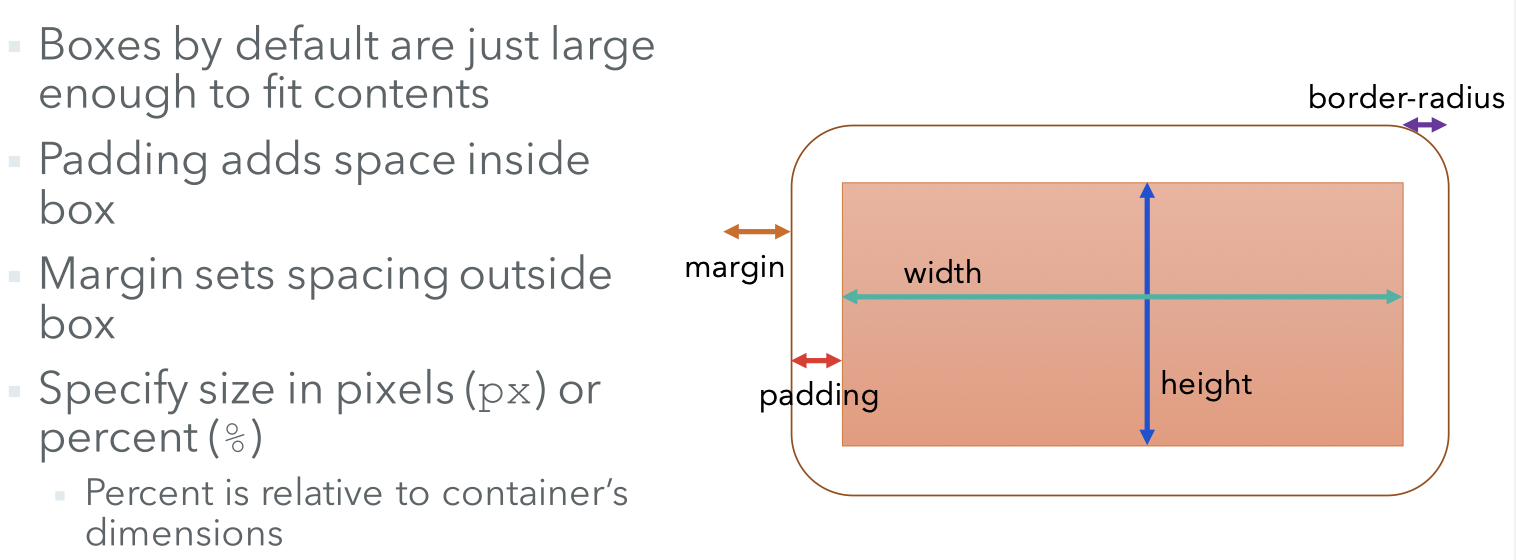 Boxes by default are just large
enough to fit contents
Padding adds space inside
box
Margin sets spacing outside
box
Specify size in pixels (px) or
percent (%)
Percent is relative to container’s
dimensions
border-radius
margin
width
padding
height